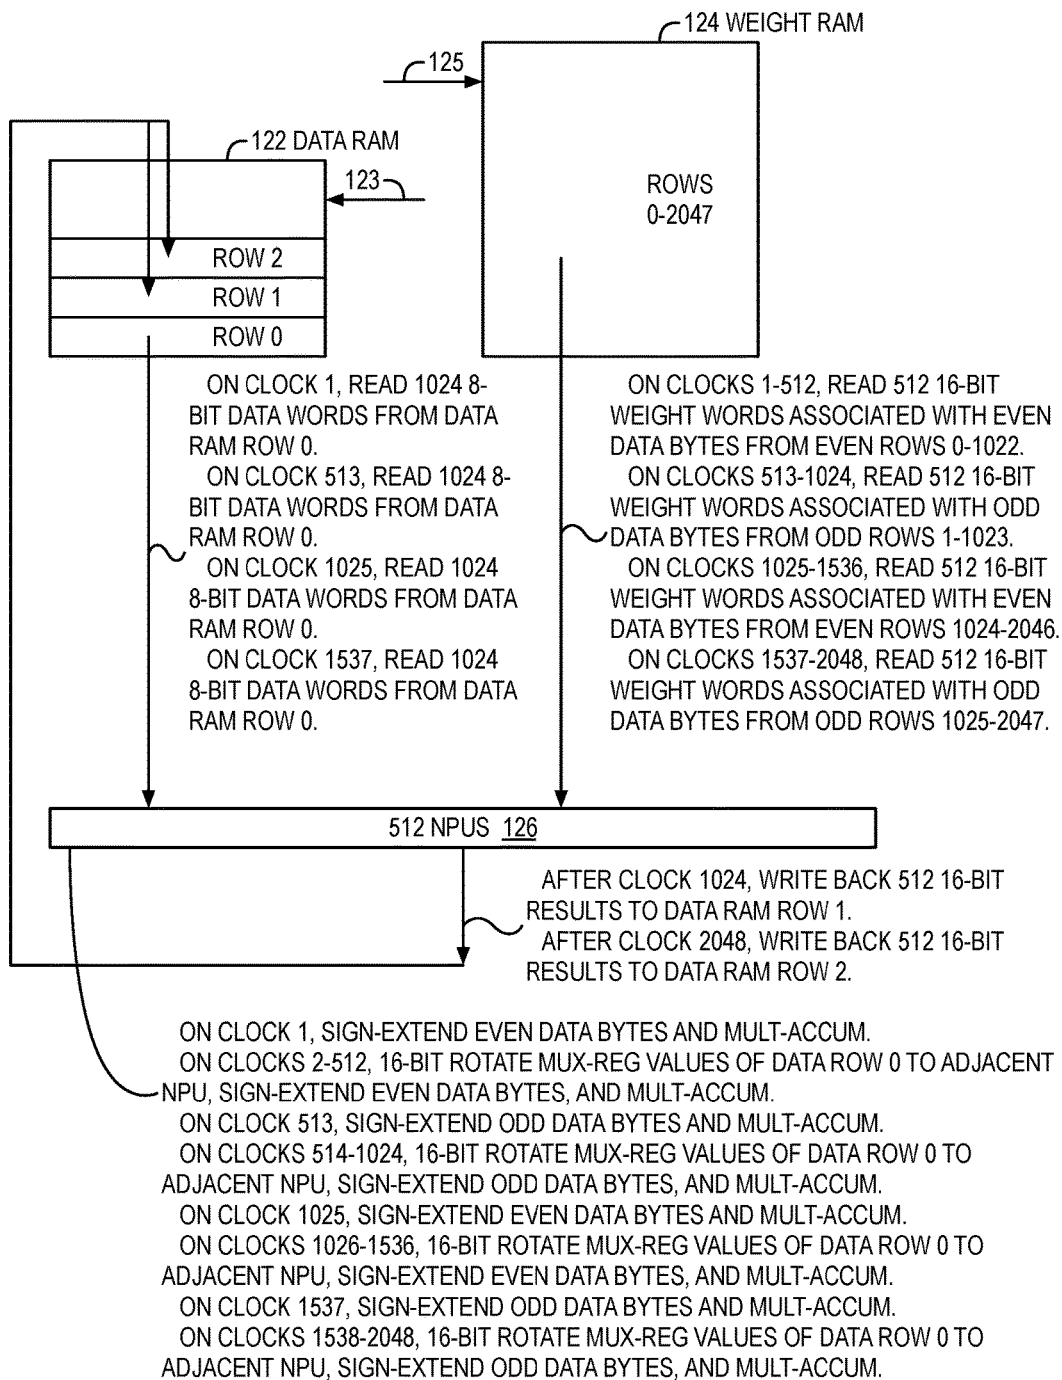 124 WEIGHT RAM
125
122 DATA RAM
123
ROWS
0-2047
ROW 2
ROW 1
ROW 0
ON CLOCK 1, READ 1024 8-
BIT DATA WORDS FROM DATA
RAM ROW 0.
ON CLOCK 513, READ 1024 8-
BIT DATA WORDS FROM DATA
RAM ROW 0.
ON CLOCK 1025, READ 1024
8-BIT DATA WORDS FROM DATA
RAM ROW 0.
ON CLOCK 1537, READ 1024
8-BIT DATA WORDS FROM DATA
RAM ROW 0.
ON CLOCKS 1-512, READ 512 16-BIT
WEIGHT WORDS ASSOCIATED WITH EVEN
DATA BYTES FROM EVEN ROWS 0-1022.
ON CLOCKS 513-1024, READ 512 16-BIT
WEIGHT WORDS ASSOCIATED WITH ODD
DATA BYTES FROM ODD ROWS 1-1023.
ON CLOCKS 1025-1536, READ 512 16-BIT
WEIGHT WORDS ASSOCIATED WITH EVEN
DATA BYTES FROM EVEN ROWS 1024-2046.
ON CLOCKS 1537-2048, READ 512 16-BIT
WEIGHT WORDS ASSOCIATED WITH ODD
DATA BYTES FROM ODD ROWS 1025-2047.
512 NPUS 126
AFTER CLOCK 1024, WRITE BACK 512 16-BIT
RESULTS TO DATA RAM ROW 1.
AFTER CLOCK 2048, WRITE BACK 512 16-BIT
RESULTS TO DATA RAM ROW 2.
ON CLOCK 1, SIGN-EXTEND EVEN DATA BYTES AND MULT-ACCUM.
ON CLOCKS 2-512, 16-BIT ROTATE MUX-REG VALUES OF DATA ROW 0 TO ADJACENT
NPU, SIGN-EXTEND EVEN DATA BYTES, AND MULT-ACCUM.
ON CLOCK 513, SIGN-EXTEND ODD DATA BYTES AND MULT-ACCUM.
ON CLOCKS 514-1024, 16-BIT ROTATE MUX-REG VALUES OF DATA ROW 0 TO
ADJACENT NPU, SIGN-EXTEND ODD DATA BYTES, AND MULT-ACCUM.
ON CLOCK 1025, SIGN-EXTEND EVEN DATA BYTES AND MULT-ACCUM.
ON CLOCKS 1026-1536, 16-BIT ROTATE MUX-REG VALUES OF DATA ROW 0 TO
ADJACENT NPU, SIGN-EXTEND EVEN DATA BYTES, AND MULT-ACCUM.
ON CLOCK 1537, SIGN-EXTEND ODD DATA BYTES AND MULT-ACCUM.
ON CLOCKS 1538-2048, 16-BIT ROTATE MUX-REG VALUES OF DATA ROW 0 TO
ADJACENT NPU, SIGN-EXTEND ODD DATA BYTES, AND MULT-ACCUM.